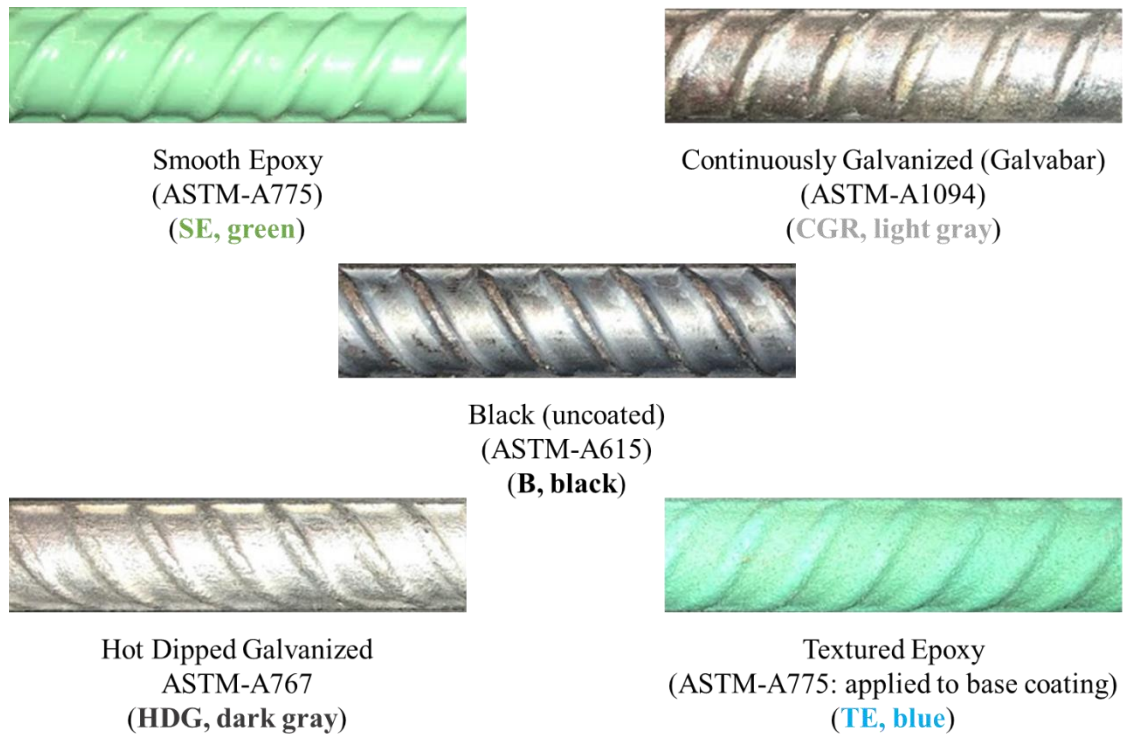 Smooth Epoxy
(ASTM-A775)
(SE, green)
Continuously Galvanized (Galvabar)
(ASTM-A1094)
(CGR, light gray)
Black (uncoated)
(ASTM-A615)
(B, black)
Hot Dipped Galvanized
ASTM-A767
(HDG, dark gray)
Textured Epoxy
(ASTM-A775: applied to base coating)
(TE, blue)